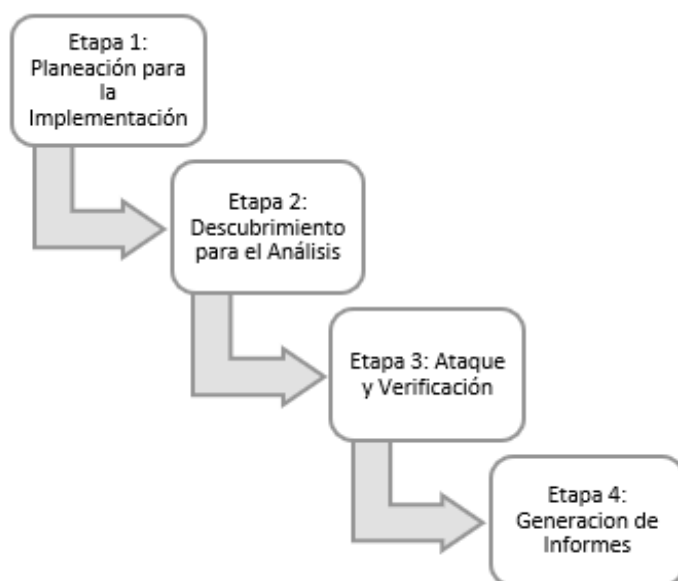 Etapa 1:
Planeación para
la
Implementación
Etapa 2:
Descubrimiento
para el Análisis
Etapa 3: Ataque
y Verificación
Etapa 4:
Generacion de
Informes